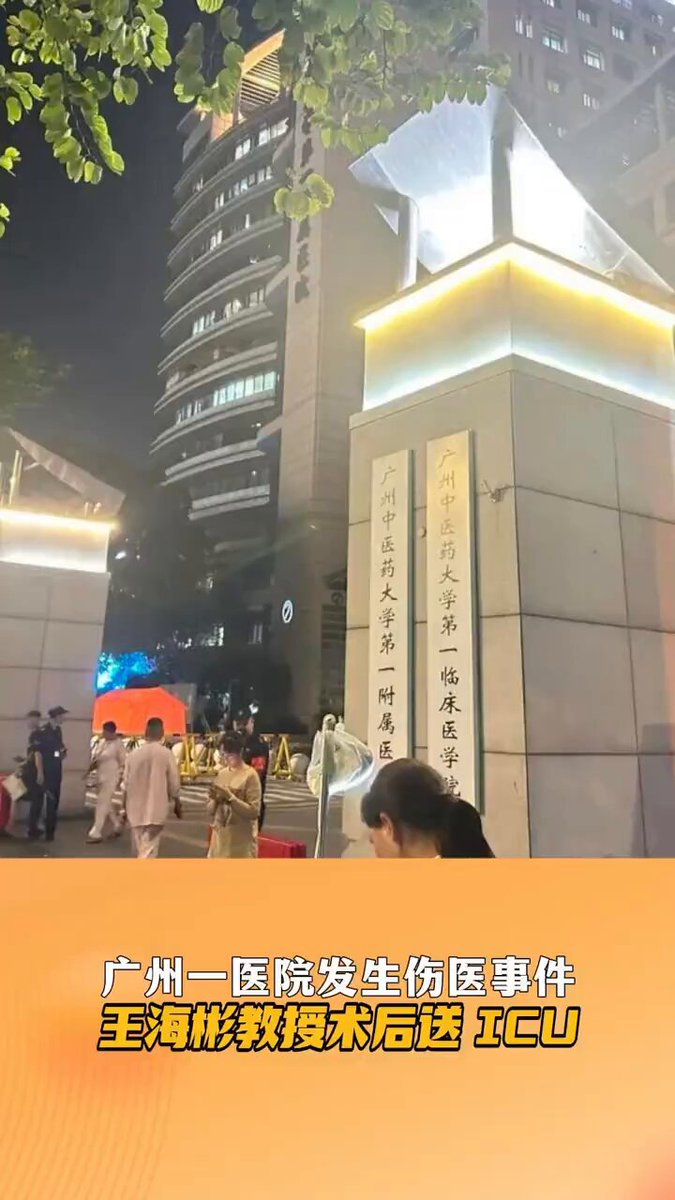 广州中医药大学第一附属医
广州中医药大学第一临床医学院
广州一医院发生伤医事件
王海彬教授术后送 ICU